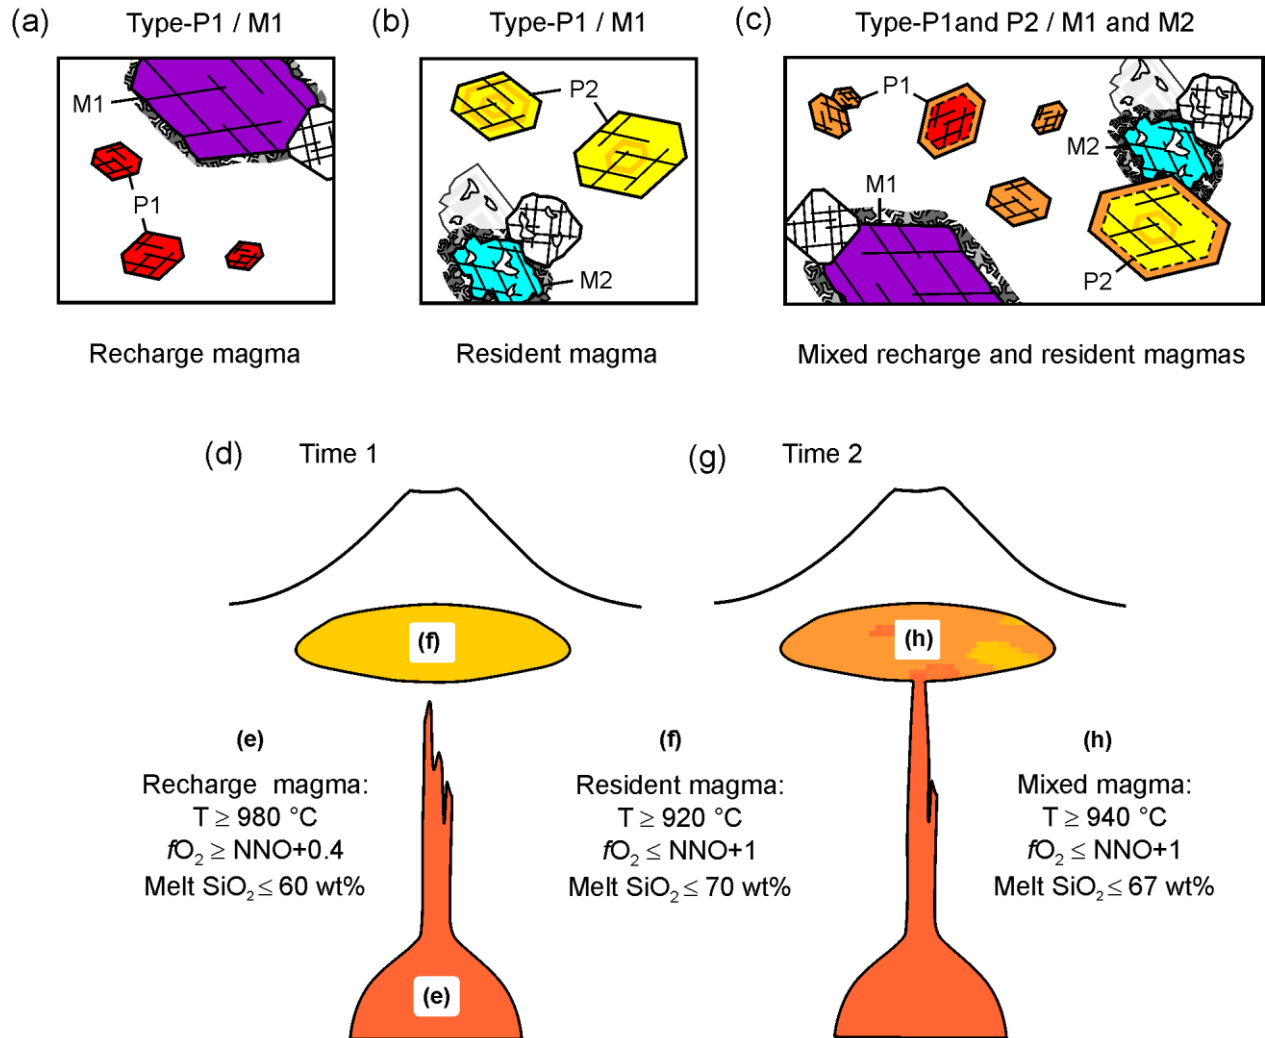 (a) Type-P1 / M1
(b) Type-P1 / M1
(c) Type-P1and P2 / M1 and M2
M1
P1
P2
M2
P1
M2
M1
P2
Recharge magma
Resident magma
Mixed recharge and resident magmas
(d) Time 1
(g) Time 2
(f)
(h)
(e)
Recharge magma:
T ≥ 980 °C
fO₂ ≥ NNO+0.4
Melt SiO₂ ≤ 60 wt%
(f)
Resident magma:
T ≥ 920 °C
fO₂ ≤ NNO+1
Melt SiO₂ ≤ 70 wt%
(h)
Mixed magma:
T ≥ 940 °C
fO₂ ≤ NNO+1
Melt SiO₂ ≤ 67 wt%
(e)